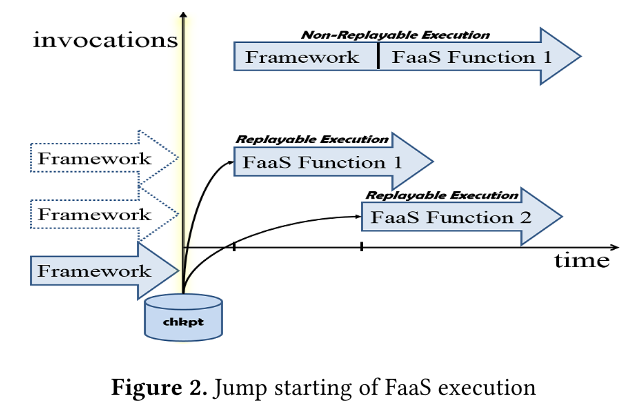 invocations
Non-Replayable Execution
Framework
FaaS Function 1
Framework
Replayable Execution
FaaS Function 1
Framework
Replayable Execution
FaaS Function 2
Framework
time
chkpt
Figure 2. Jump starting of FaaS execution